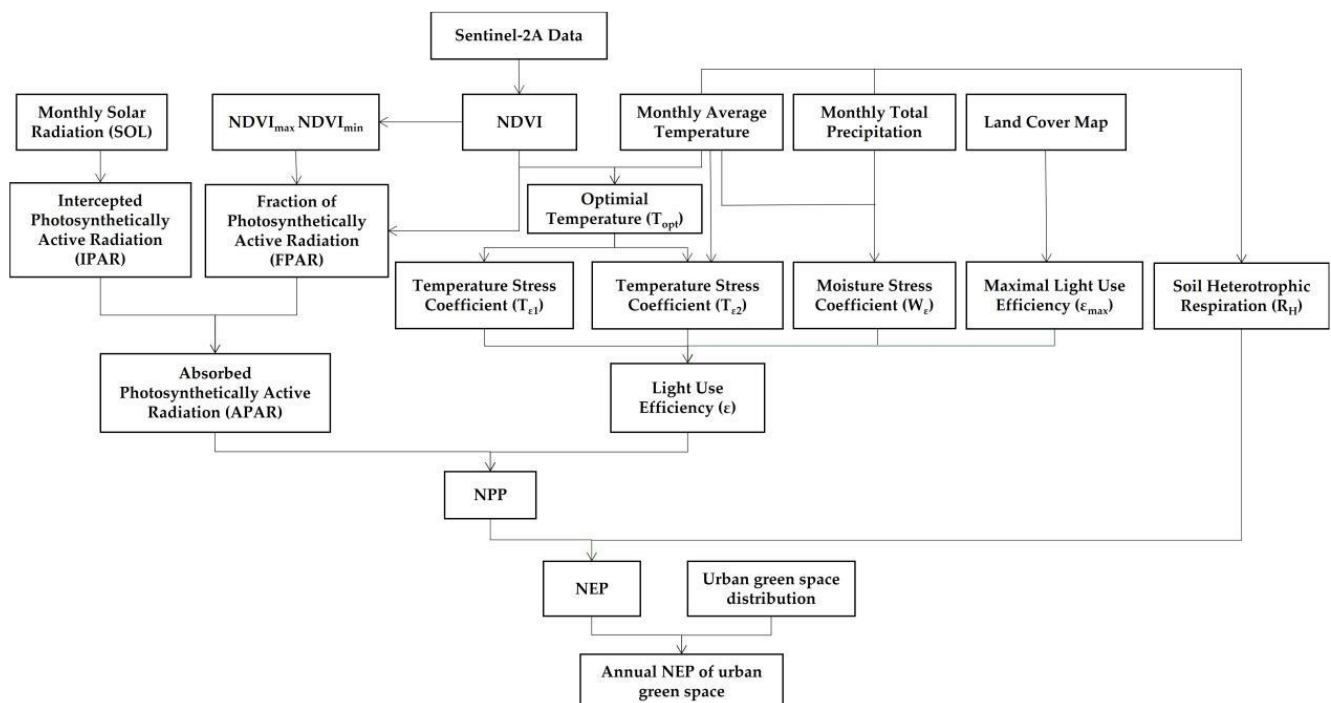 Sentinel-2A Data
Monthly Solar
Radiation (SOL)
NDVImax NDVImin
NDVI
Monthly Average
Temperature
Monthly Total
Precipitation
Land Cover Map
Intercepted
Photosynthetically
Active Radiation
(IPAR)
Fraction of
Photosynthetically
Active Radiation
(FPAR)
Optimial
Temperature (Topt)
Temperature Stress
Coefficient (Tε1)
Temperature Stress
Coefficient (Tε2)
Moisture Stress
Coefficient (Wε)
Maximal Light Use
Efficiency (εmax)
Soil Heterotrophic
Respiration (RH)
Absorbed
Photosynthetically Active
Radiation (APAR)
Light Use
Efficiency (ε)
NPP
NEP
Urban green space
distribution
Annual NEP of urban
green space